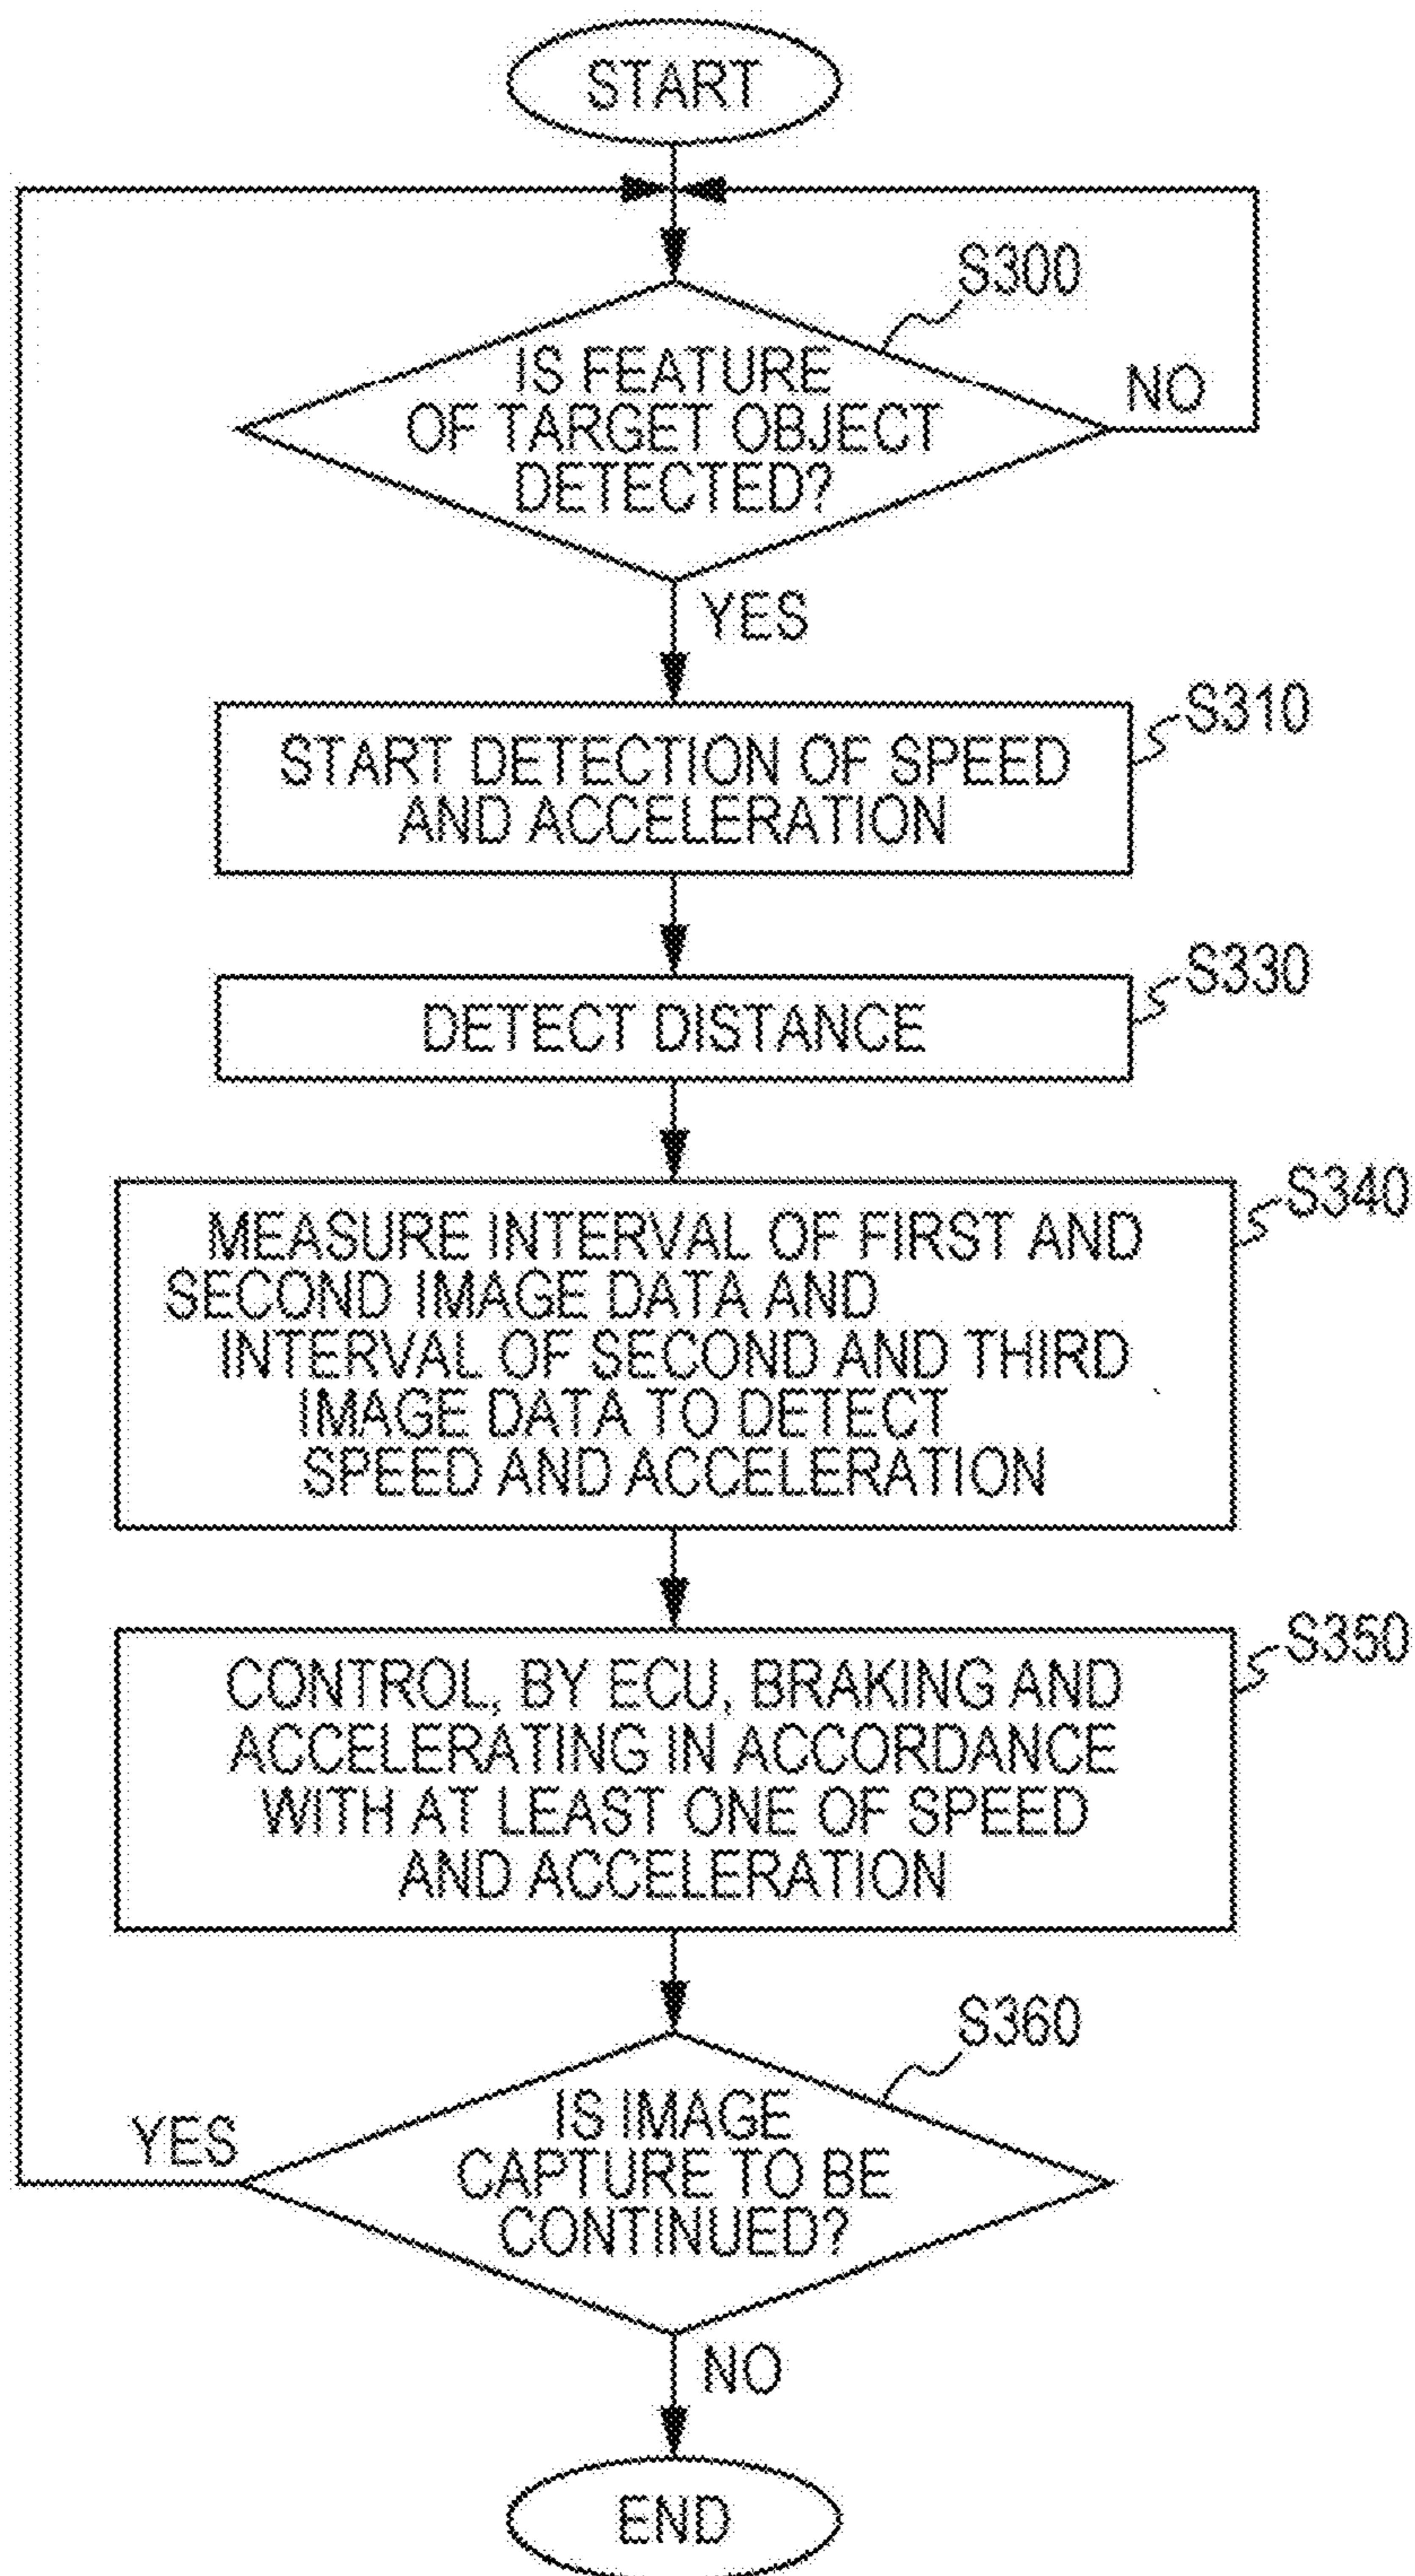 START
S300
IS FEATURE
OF TARGET OBJECT
DETECTED?
NO
YES
S310
START DETECTION OF SPEED
AND ACCELERATION
S330
DETECT DISTANCE
S340
MEASURE INTERVAL OF FIRST AND
SECOND IMAGE DATA AND
INTERVAL OF SECOND AND THIRD
IMAGE DATA TO DETECT
SPEED AND ACCELERATION
S350
CONTROL, BY ECU, BRAKING AND
ACCELERATING IN ACCORDANCE
WITH AT LEAST ONE OF SPEED
AND ACCELERATION
S360
IS IMAGE
CAPTURE TO BE
CONTINUED?
YES
NO
END